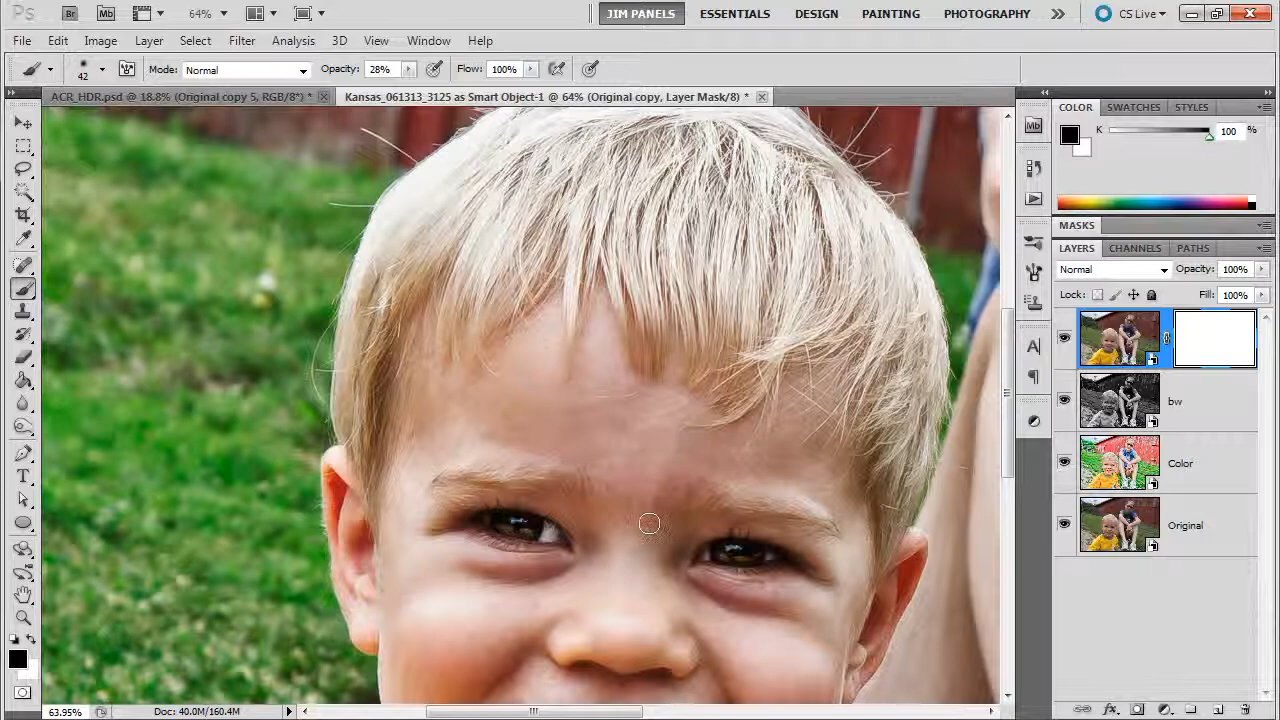 Ps Br Mb 64% JIM PANELS ESSENTIALS DESIGN PAINTING PHOTOGRAPHY CS Live
File Edit Image Layer Select Filter Analysis 3D View Window Help
42 Mode: Normal Opacity: 28% Flow: 100%
ACR_HDR.psd @ 18.8% (Original copy 5, RGB/8*) * Kansas_061313_3125 as Smart Object-1 @ 64% (Original copy, Layer Mask/8) *
COLOR SWATCHES STYLES
Mb K 100 %
MASKS
LAYERS CHANNELS PATHS
Normal Opacity: 100%
Lock: Fill: 100%
A
bw
Color
T
Original
63.95% Doc: 40.0M/160.4M